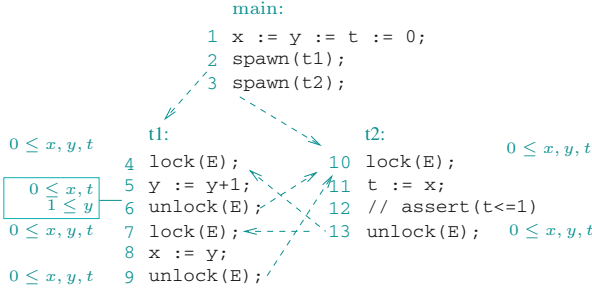 main:
1 x := y := t := 0;
2 spawn(t1);
3 spawn(t2);
t1:
0 ≤ x, y, t
4 lock(E);
5 y := y+1;
0 ≤ x, t
1 ≤ y
6 unlock(E);
0 ≤ x, y, t
7 lock(E);
8 x := y;
0 ≤ x, y, t
9 unlock(E);
t2:
0 ≤ x, y, t
10 lock(E);
11 t := x;
12 // assert(t<=1)
13 unlock(E);
0 ≤ x, y, t